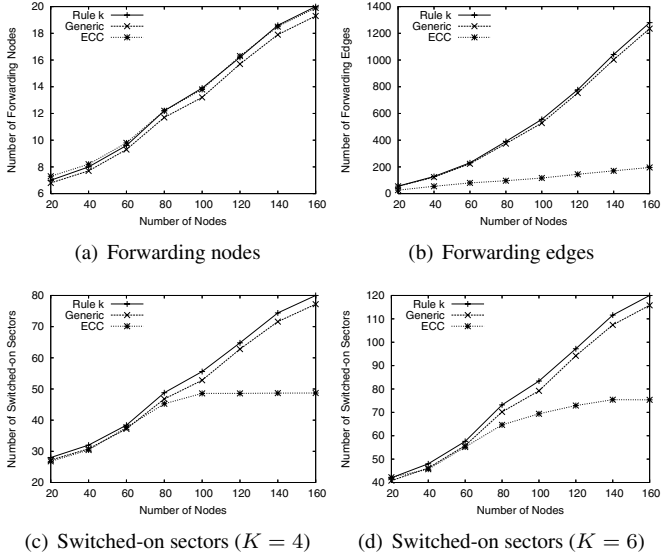 20
18
16
14
12
10
8
6
20 40 60 80 100 120 140 160
Number of Forwarding Nodes
Number of Nodes
Rule k
Generic
ECC
(a) Forwarding nodes
1400
1200
1000
800
600
400
200
0
20 40 60 80 100 120 140 160
Number of Forwarding Edges
Number of Nodes
Rule k
Generic
ECC
(b) Forwarding edges
80
70
60
50
40
30
20
20 40 60 80 100 120 140 160
Number of Switched-on Sectors
Number of Nodes
Rule k
Generic
ECC
(c) Switched-on sectors (K = 4)
120
110
100
90
80
70
60
50
40
20 40 60 80 100 120 140 160
Number of Switched-on Sectors
Number of Nodes
Rule k
Generic
ECC
(d) Switched-on sectors (K = 6)